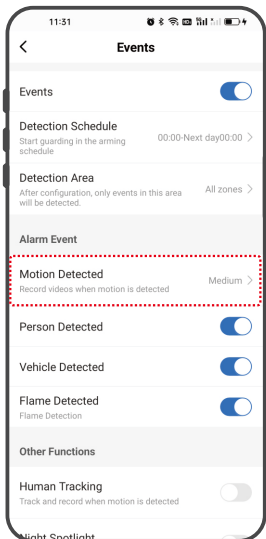 11:31
Events
Events
Detection Schedule
Start guarding in the arming
schedule
00:00-Next day00:00 >
Detection Area
After configuration, only events in this area
will be detected.
All zones >
Alarm Event
Motion Detected
Record videos when motion is detected
Medium >
Person Detected
Vehicle Detected
Flame Detected
Flame Detection
Other Functions
Human Tracking
Track and record when motion is detected
Night Spotlight